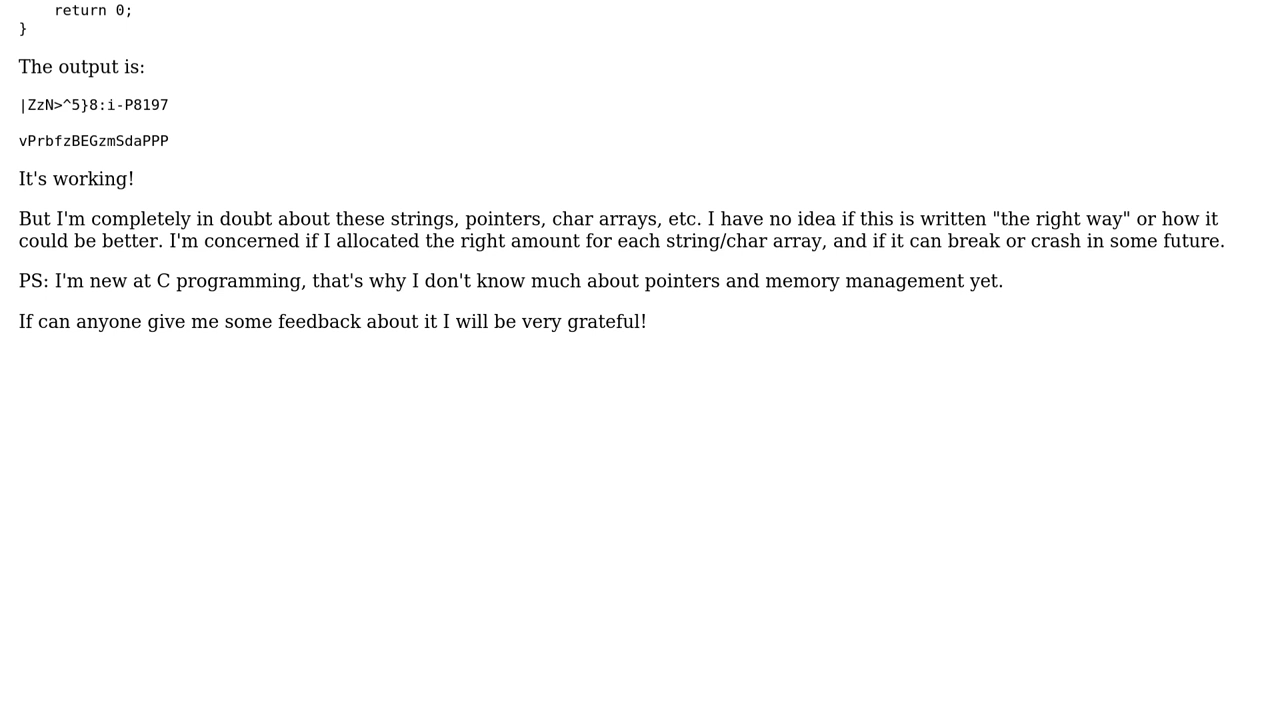 return 0;
}
The output is:
|ZzN>^5}8:i-P8197
vPrbfzBEGzmSdaPPP
It's working!
But I'm completely in doubt about these strings, pointers, char arrays, etc. I have no idea if this is written "the right way" or how it
could be better. I'm concerned if I allocated the right amount for each string/char array, and if it can break or crash in some future.
PS: I'm new at C programming, that's why I don't know much about pointers and memory management yet.
If can anyone give me some feedback about it I will be very grateful!